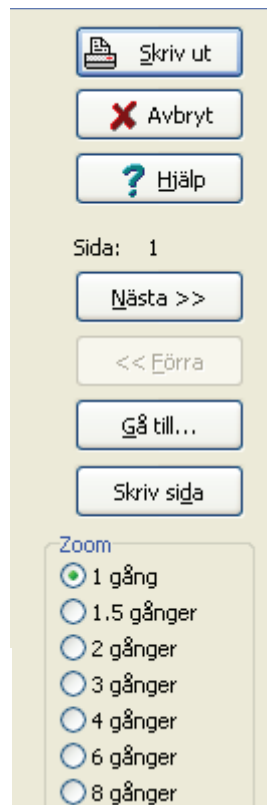 Skriv ut
Avbryt
Hjälp
Sida: 1
Nästa >>
<< Förra
Gå till...
Skriv sida
Zoom
1 gång
1.5 gånger
2 gånger
3 gånger
4 gånger
6 gånger
8 gånger